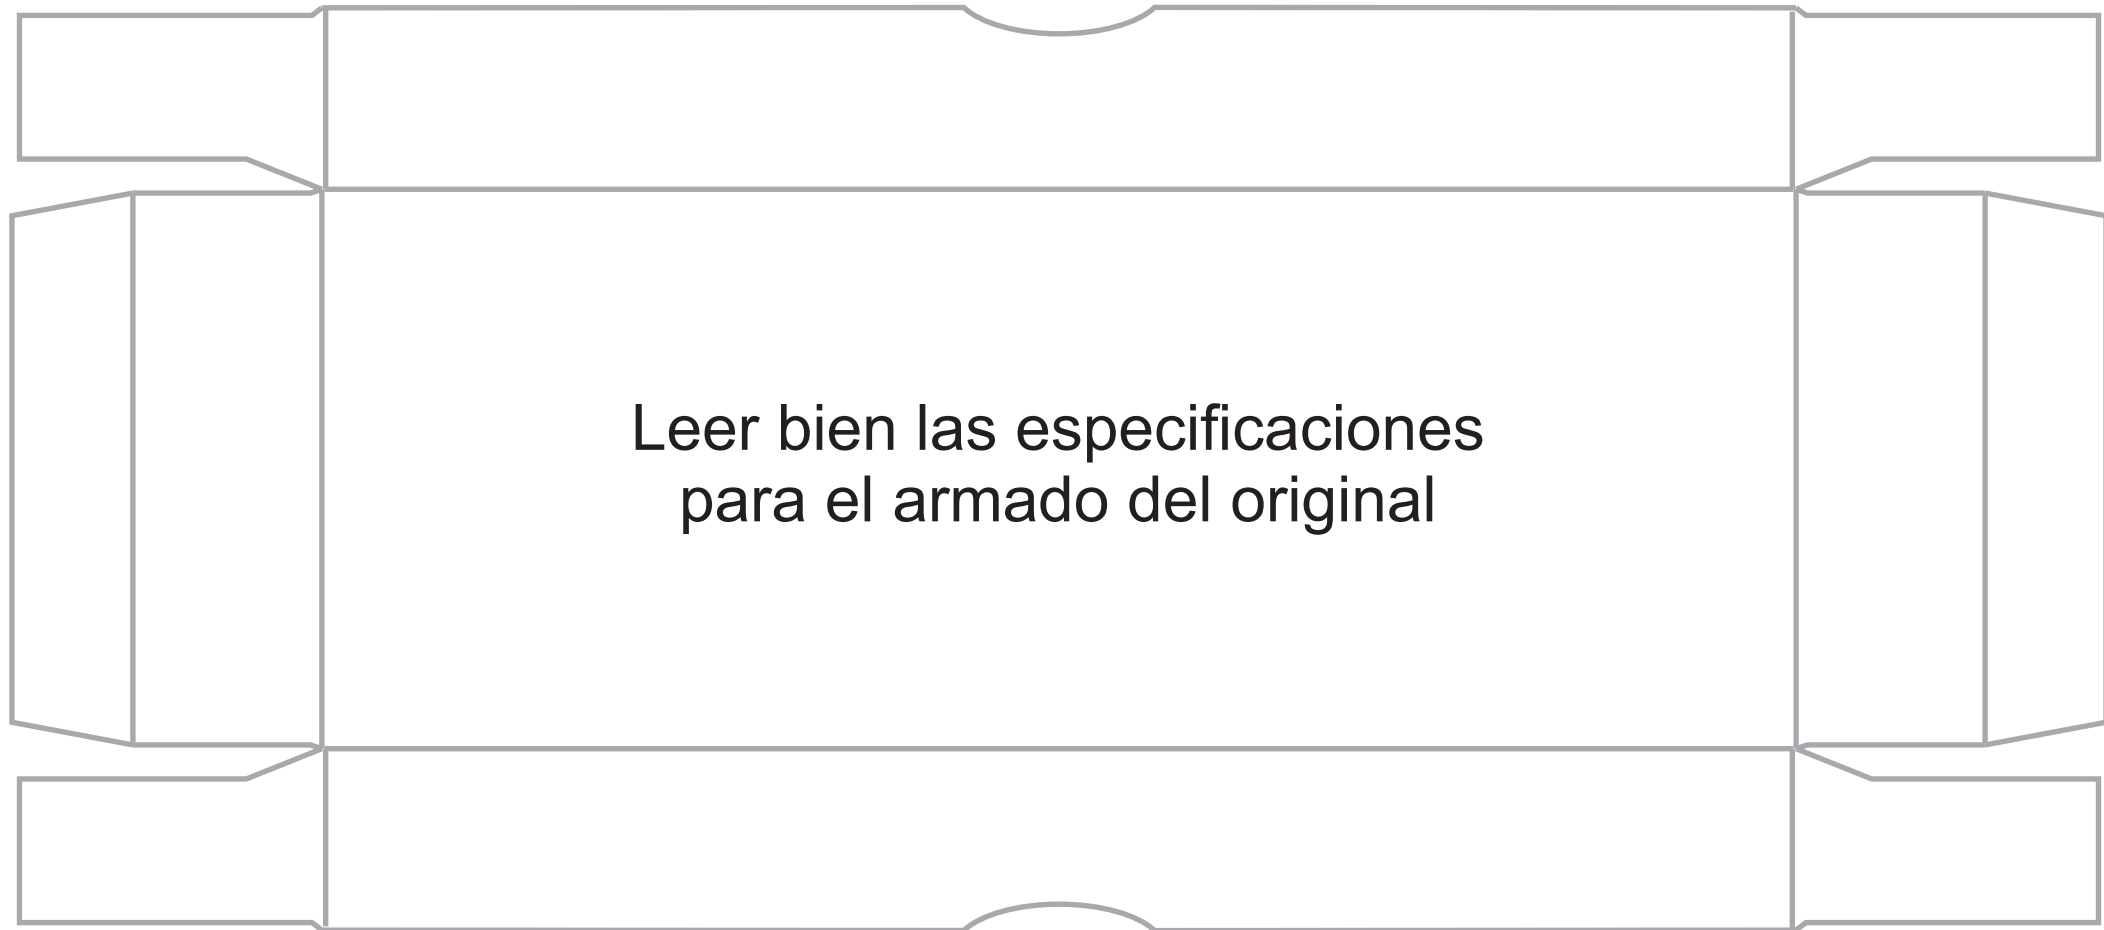 Leer bien las especificaciones
para el armado del original